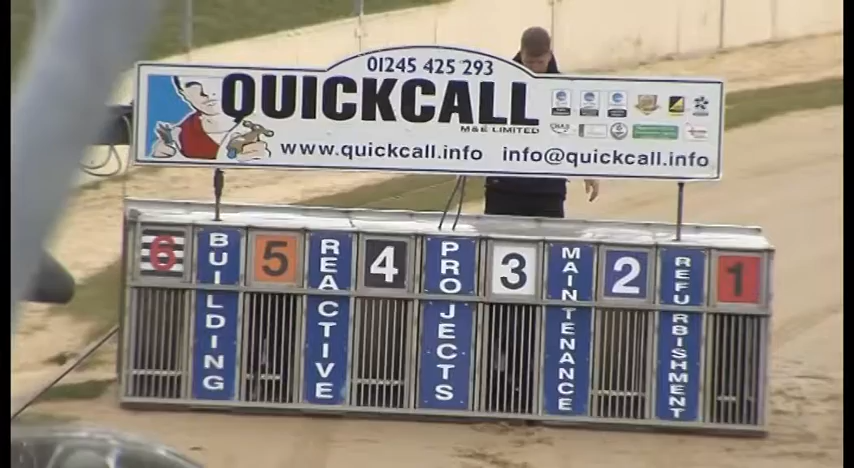 01245 425 293
QUICKCALL
M&E LIMITED
www.quickcall.info info@quickcall.info
6 BUILDING 5 REACTIVE 4 PROJECTS 3 MAINTENANCE 2 REFURBISHMENT 1